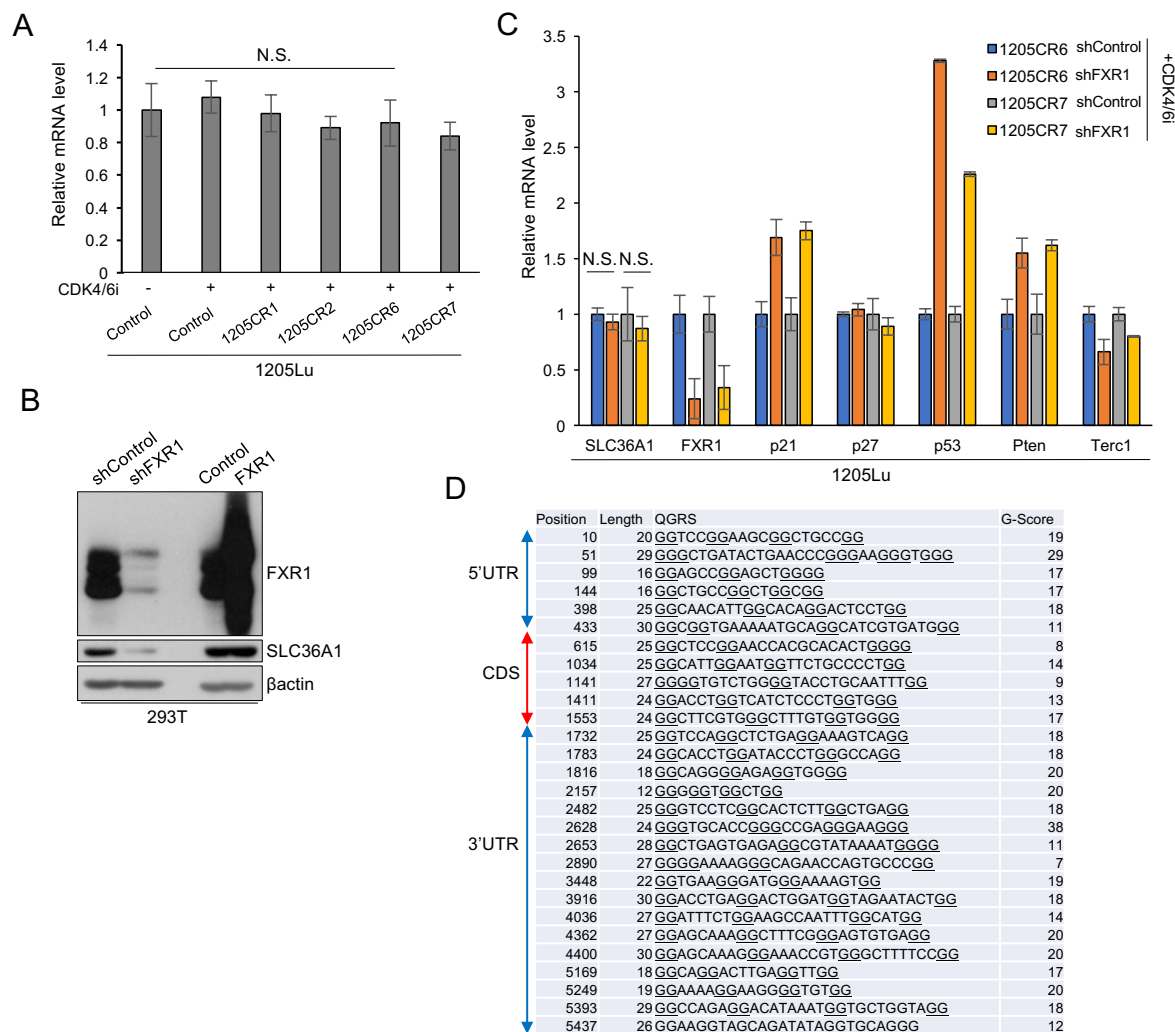 A
Relative mRNA level
1.4
1.2
1
0.8
0.6
0.4
0.2
0
N.S.
CDK4/6i - + + + + +
Control Control 1205CR1 1205CR2 1205CR6 1205CR7
1205Lu
B
shControl shFXR1 Control FXR1
FXR1
SLC36A1
βactin
293T
C
Relative mRNA level
3.5
3
2.5
2
1.5
1
0.5
0
N.S. N.S.
1205CR6 shControl
1205CR6 shFXR1
1205CR7 shControl
1205CR7 shFXR1
+CDK4/6i
SLC36A1 FXR1 p21 p27 p53 Pten Terc1
1205Lu
D
5'UTR
CDS
3'UTR
Position Length QGRS G-Score
10 20 GGTCCGGAAGCGGCTGCCGG 19
51 29 GGGCTGATACTGAACCCGGGAAGGGTGGG 29
99 16 GGAGCCGGAGCTGGGG 17
144 16 GGCTGCCGGCTGGCGG 17
398 25 GGCAACATTGGCACAGGACTCCTGG 18
433 30 GGCGGTGAAAAATGCAGGCATCGTGATGGG 11
615 25 GGCTCCGGAACCACGCACACTGGGG 8
1034 25 GGCATTGGAATGGTTCTGCCCCTGG 14
1141 27 GGGGTGTCTGGGGTACCTGCAATTTGG 9
1411 24 GGACCTGGTCATCTCCCTGGTGGG 13
1553 24 GGCTTCGTGGGCTTTGTGGTGGGG 17
1732 25 GGTCCAGGCTCTGAGGAAAGTCAGG 18
1783 24 GGCACCTGGATACCCTGGGCCAGG 18
1816 18 GGCAGGGGAGAGGTGGGG 20
2157 12 GGGGGTGGCTGG 20
2482 25 GGGTCCTCGGCACTCTTGGCTGAGG 18
2628 24 GGGTGCACCGGGCCGAGGGAAGGG 38
2653 28 GGCTGAGTGAGAGGCGTATAAAATGGGG 11
2890 27 GGGGAAAAGGGCAGAACCAGTGCCCGG 7
3448 22 GGTGAAGGGATGGGAAAAGTGG 19
3916 30 GGACCTGAGGACTGGATGGTAGAATACTGG 18
4036 27 GGATTTCTGGAAGCCAATTTGGCATGG 14
4362 27 GGAGCAAAGGCTTTCGGGAGTGTGAGG 20
4400 30 GGAGCAAAGGGAAACCGTGGGCTTTTCCGG 20
5169 18 GGCAGGACTTGAGGTTGG 17
5249 19 GGAAAAGGAAGGGGTGTGG 20
5393 29 GGCCAGAGGACATAAATGGTGCTGGTAGG 18
5437 26 GGAAGGTAGCAGATATAGGTGCAGGG 12